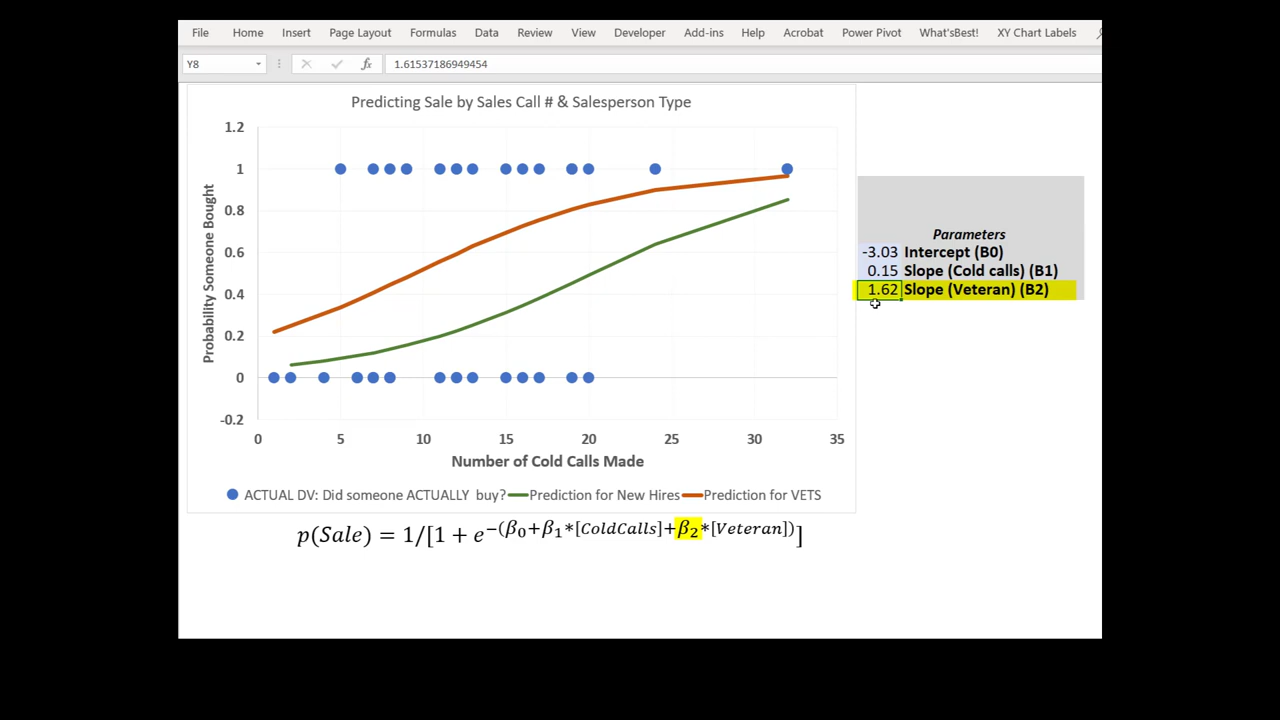 File Home Insert Page Layout Formulas Data Review View Developer Add-ins Help Acrobat Power Pivot What'sBest! XY Chart Labels
Y8 fx 1.61537186949454
Predicting Sale by Sales Call # & Salesperson Type
1.2
1
0.8
0.6
0.4
0.2
0
-0.2
Probability Someone Bought
0 5 10 15 20 25 30 35
Number of Cold Calls Made
ACTUAL DV: Did someone ACTUALLY buy? Prediction for New Hires Prediction for VETS
Parameters
-3.03 Intercept (B0)
0.15 Slope (Cold calls) (B1)
1.62 Slope (Veteran) (B2)
p(Sale) = 1/[1 + e^−(β₀+β₁*[ColdCalls]+β₂*[Veteran])]